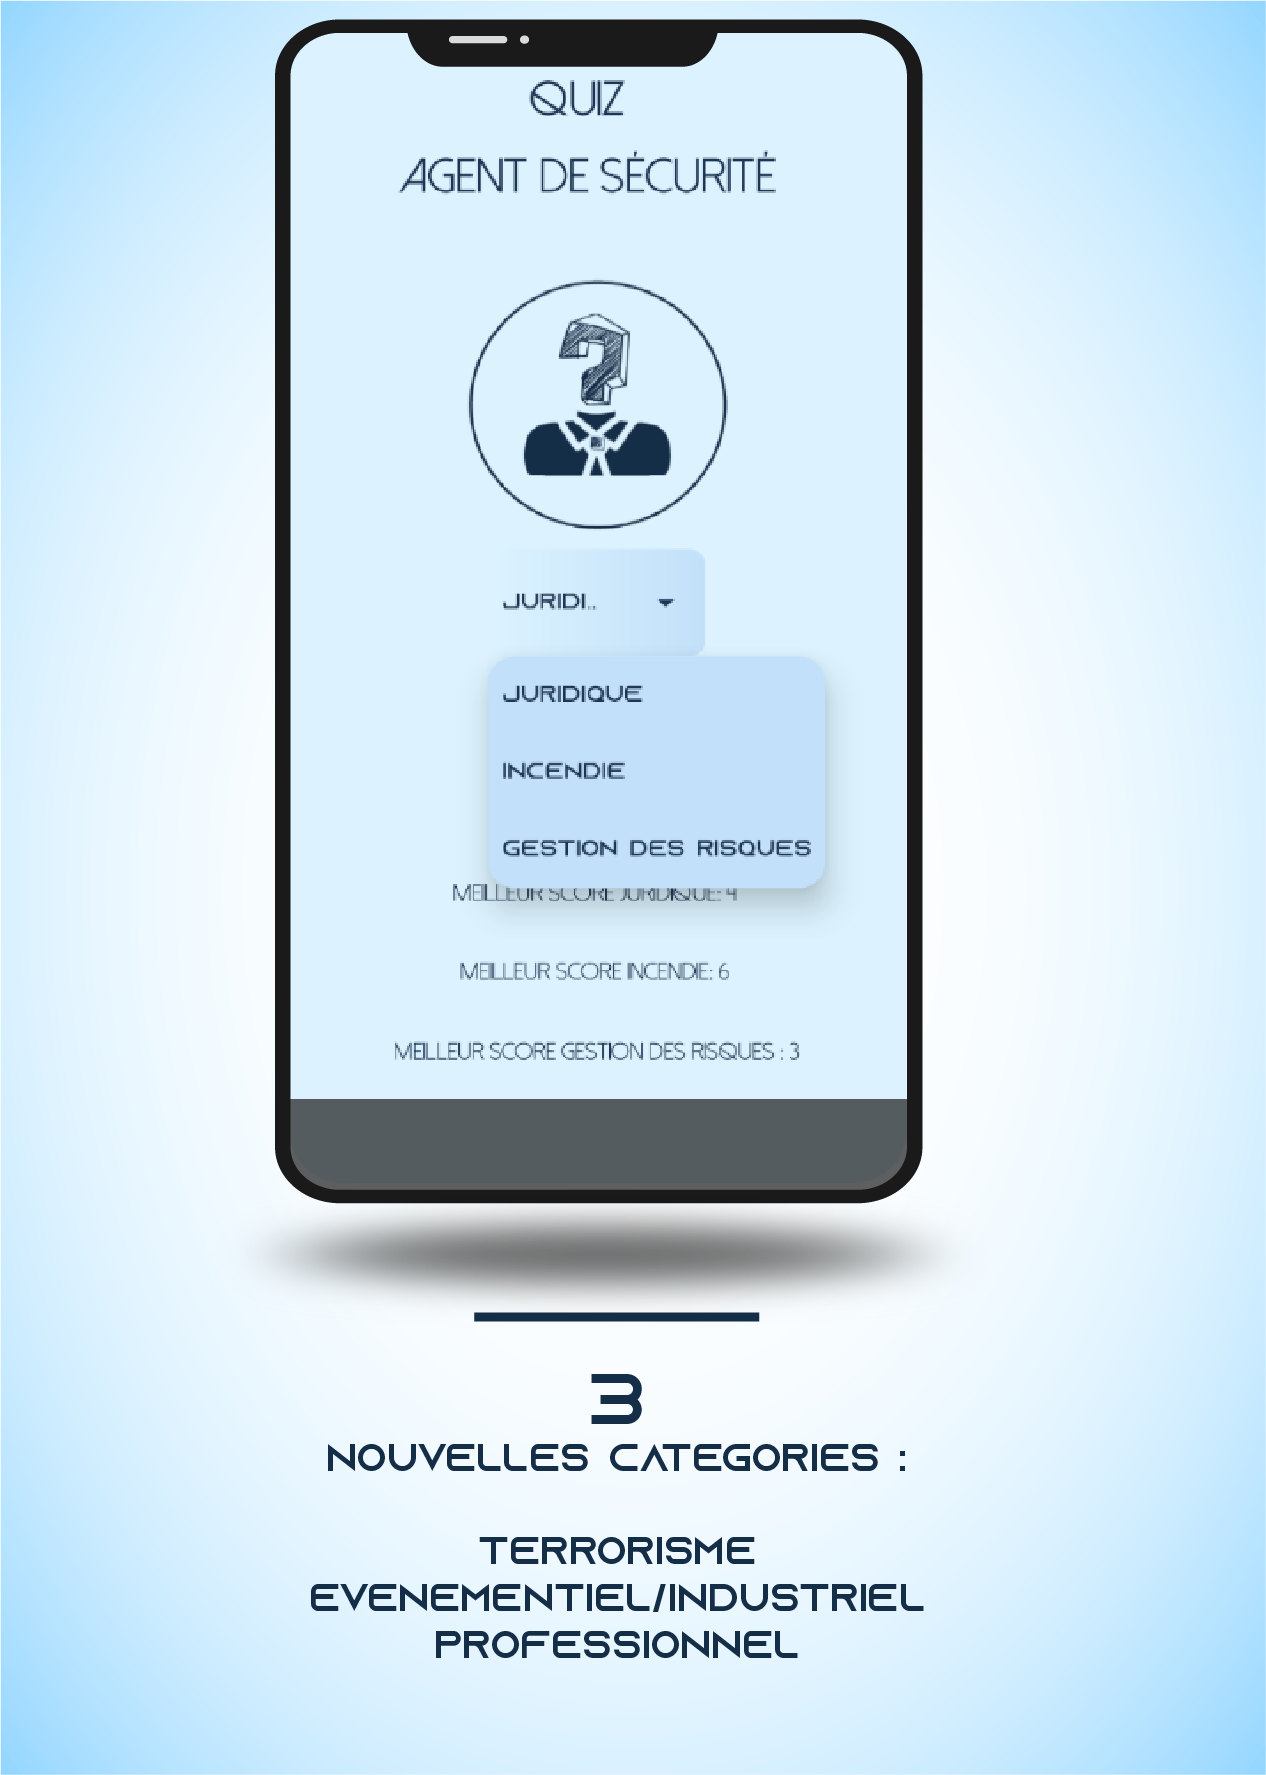 QUIZ
AGENT DE SÉCURITÉ
JURIDI..
JURIDIQUE
INCENDIE
GESTION DES RISQUES
MEILLEUR SCORE JURIDIQUE: 4
MEILLEUR SCORE INCENDIE: 6
MEILLEUR SCORE GESTION DES RISQUES : 3
3
NOUVELLES CATEGORIES :
TERRORISME
EVENEMENTIEL/INDUSTRIEL
PROFESSIONNEL